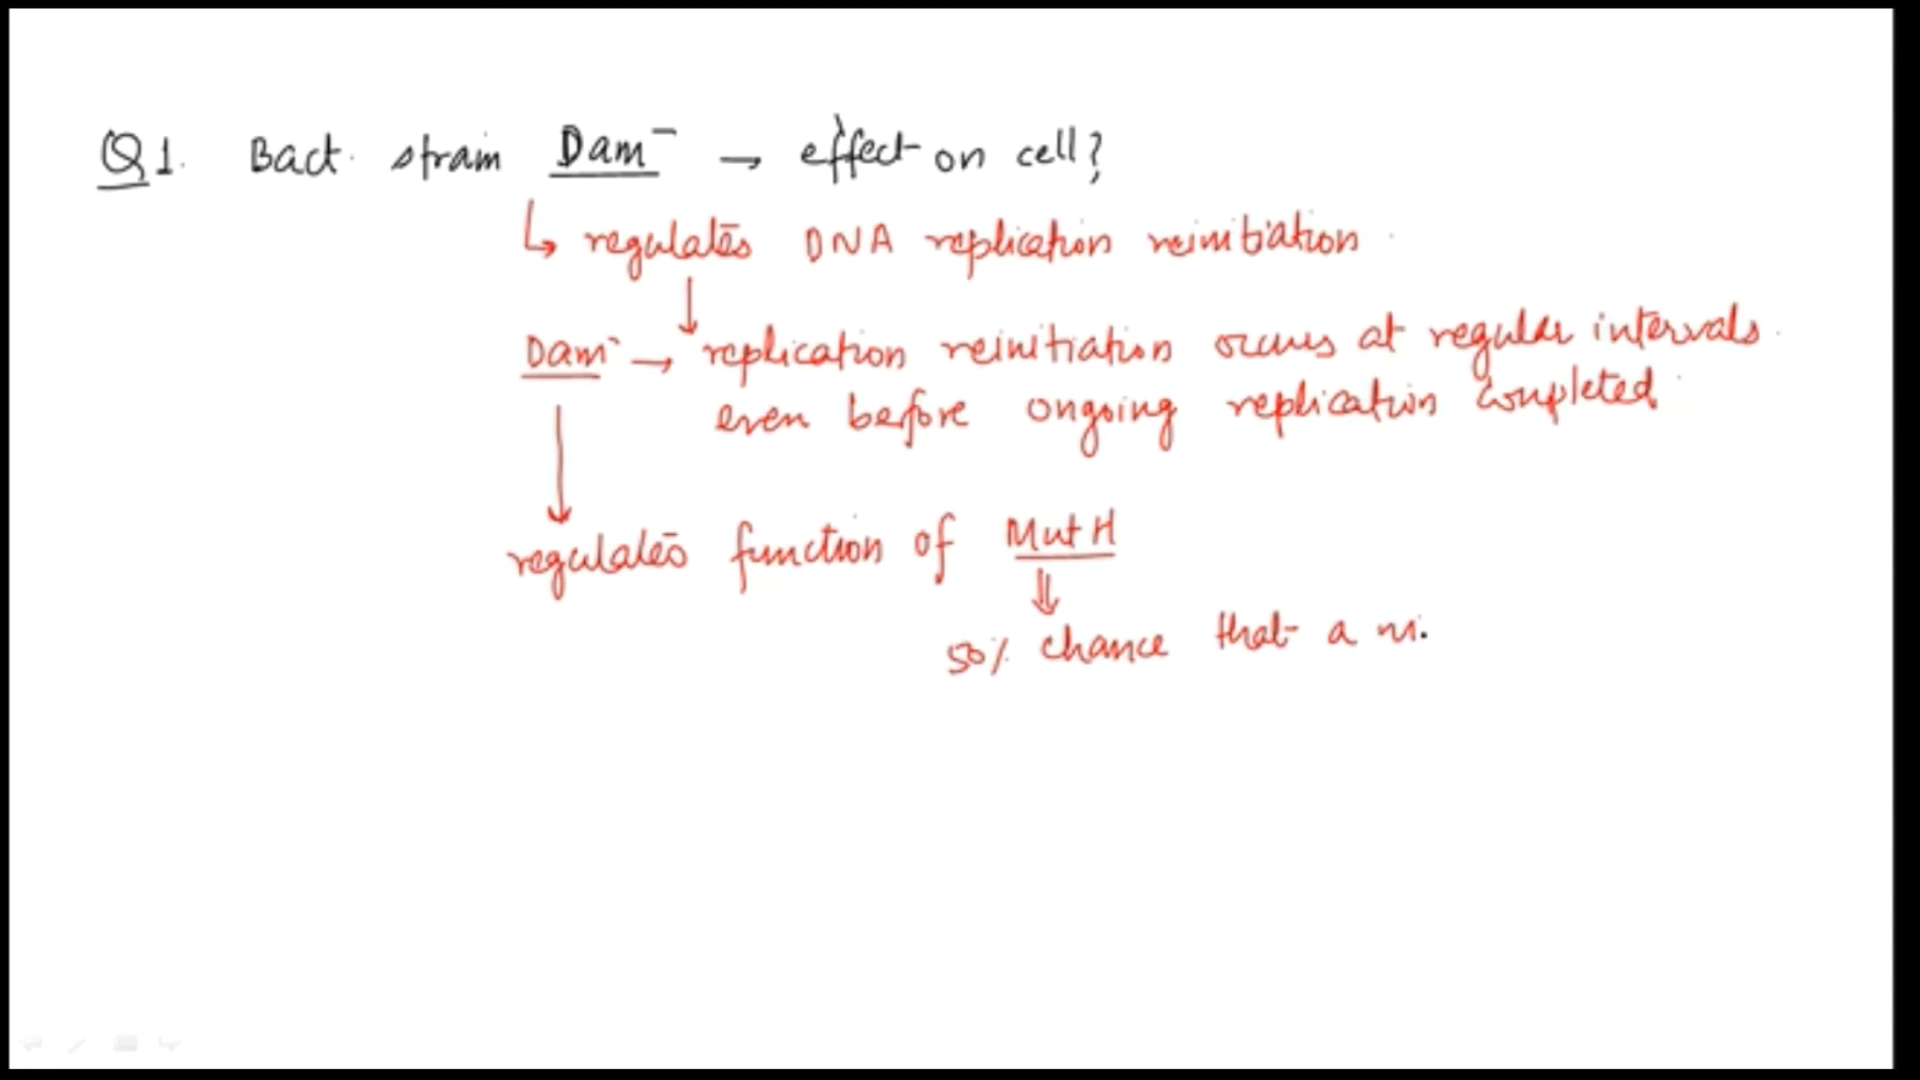 Q1. Bact. strain Dam⁻ → effect on cell?
↳ regulates DNA replication reinitiation
↓
Dam⁻ → replication reinitiation occurs at regular intervals
even before ongoing replication completed
↓
regulates function of MutH
⇓
50% chance that a